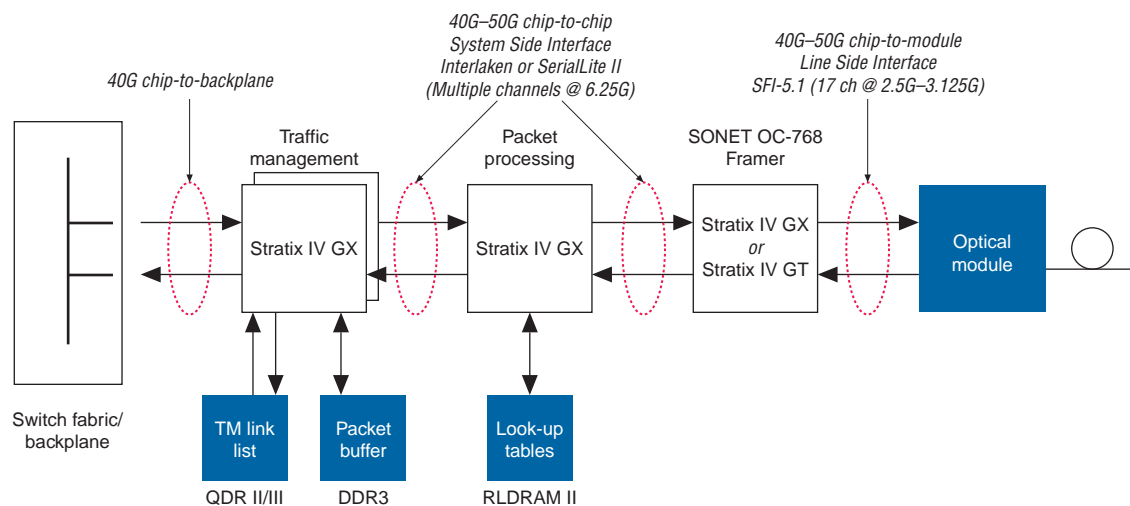 40G–50G chip-to-chip
System Side Interface
Interlaken or SerialLite II
(Multiple channels @ 6.25G)
40G–50G chip-to-module
Line Side Interface
SFI-5.1 (17 ch @ 2.5G–3.125G)
40G chip-to-backplane
Traffic
management
Packet
processing
SONET OC-768
Framer
Stratix IV GX
Stratix IV GX
Stratix IV GX
or
Stratix IV GT
Optical
module
Switch fabric/
backplane
TM link
list
Packet
buffer
Look-up
tables
QDR II/III
DDR3
RLDRAM II